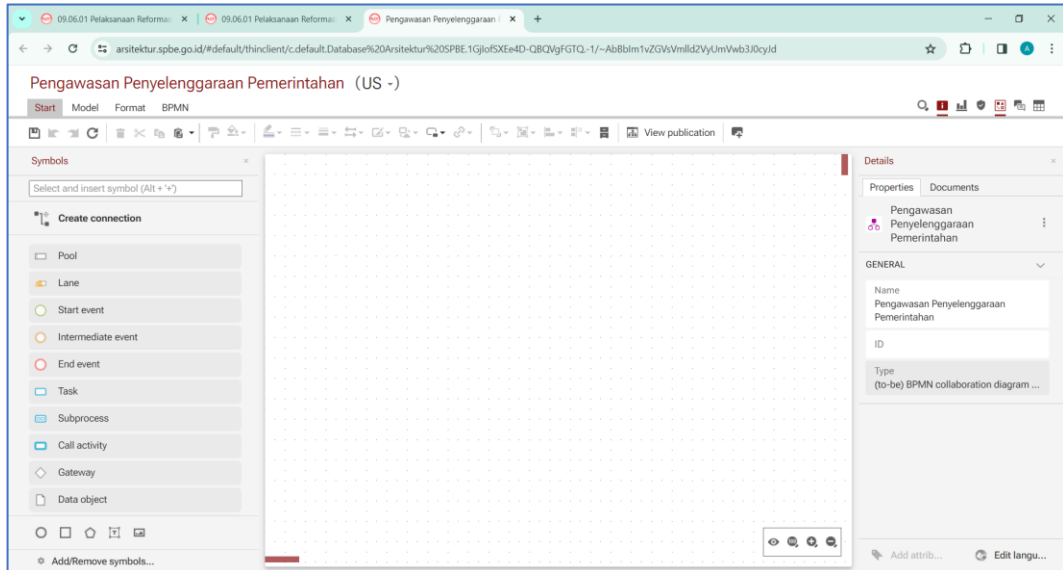 09.06.01 Pelaksanaan Reformas
09.06.01 Pelaksanaan Reformas
Pengawasan Penyelenggaraan
arsitektur.spbe.go.id/#default/thinclient/c.default.Database%20Arsitektur%20SPBE.
A
Pengawasan Penyelenggaraan Pemerintahan (US -)
Start Model Format BPMN
View publication
Symbols
Details
Select and insert symbol (Alt + '+')
Properties Documents
Create connection
Pengawasan
Penyelenggaraan
Pemerintahan
Pool
GENERAL
Lane
Name
Pengawasan Penyelenggaraan
Pemerintahan
Start event
Intermediate event
ID
End event
Type
(to-be) BPMN collaboration diagram ...
Task
Subprocess
Call activity
Gateway
Data object
Add/Remove symbols...
Add attrib...
Edit langu...